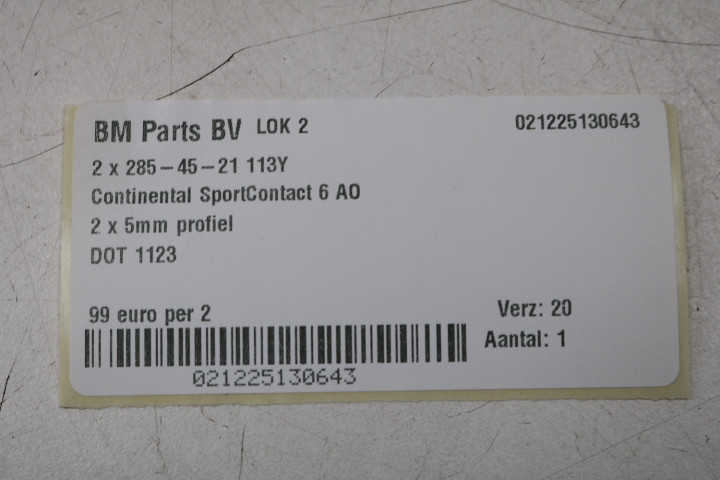 BM Parts BV LOK 2 021225130643
2 x 285-45-21 113Y
Continental SportContact 6 AO
2 x 5mm profiel
DOT 1123
99 euro per 2 Verz: 20
Aantal: 1
021225130643